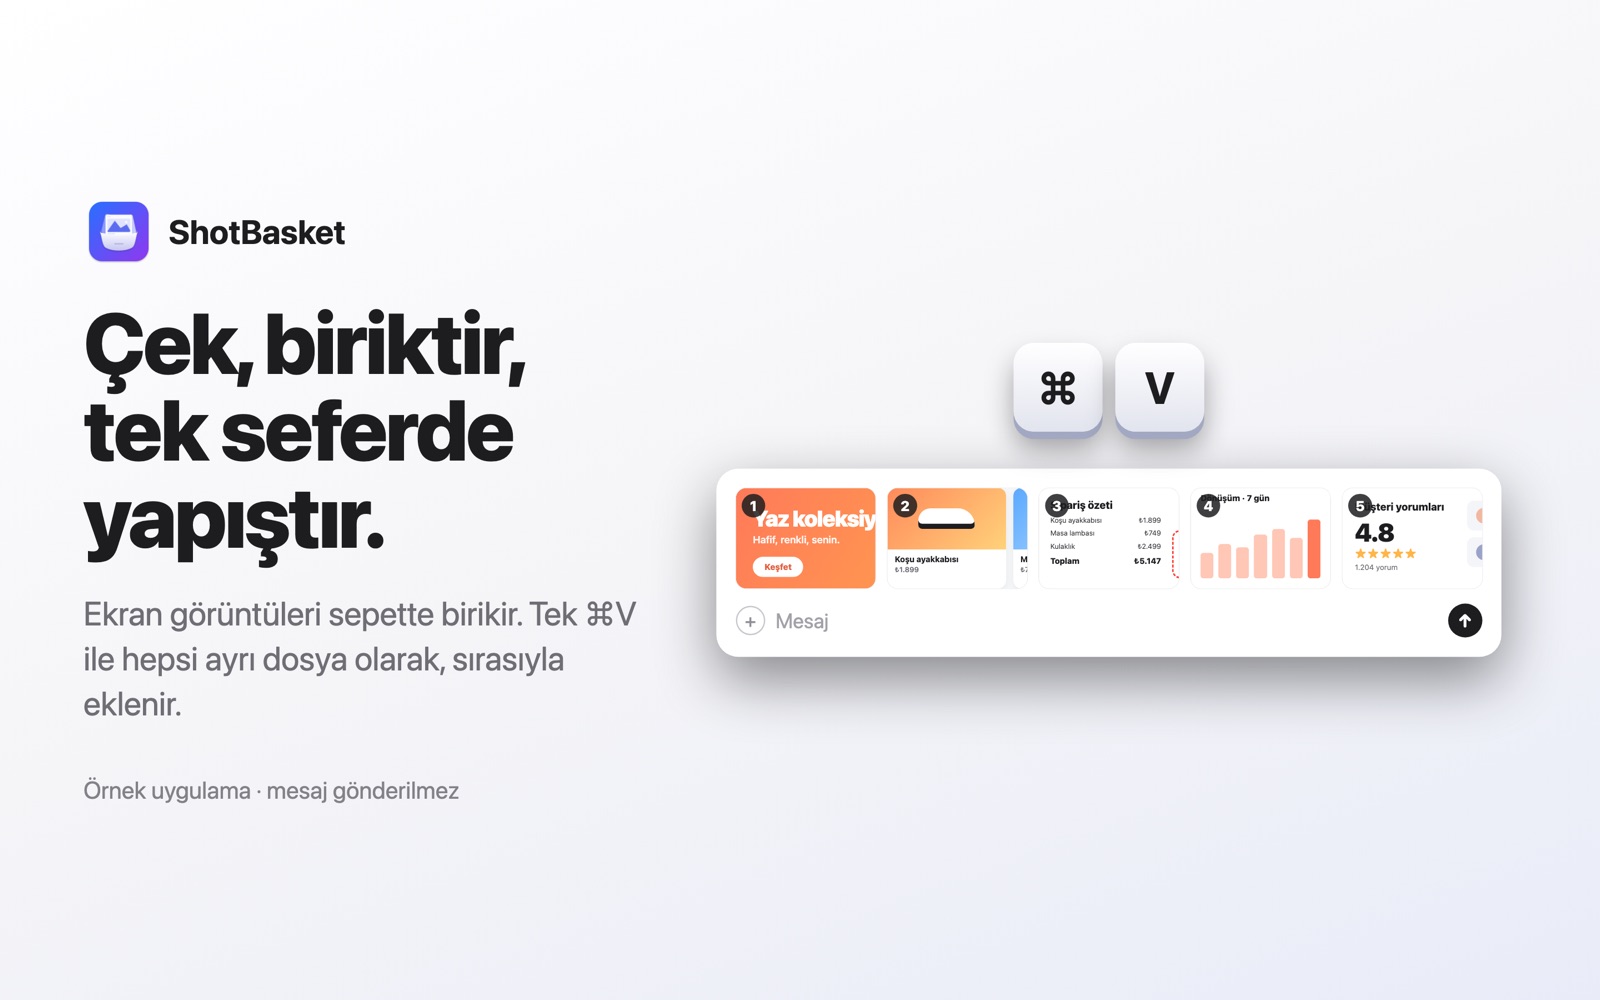 ShotBasket
Çek, biriktir,
tek seferde
yapıştır.
Ekran görüntüleri sepette birikir. Tek ⌘V
ile hepsi ayrı dosya olarak, sırasıyla
eklenir.
Örnek uygulama · mesaj gönderilmez
⌘ V
1
Yaz koleksiy
Hafif, renkli, senin.
Keşfet
2
Koşu ayakkabısı
₺1.899
3
özeti
Koşu ayakkabısı ₺1.899
Masa lambası ₺749
Kulaklık ₺2.499
Toplam ₺5.147
4
· 7 gün
5
yorumları
4.8
★★★★★
1.204 yorum
+ Mesaj